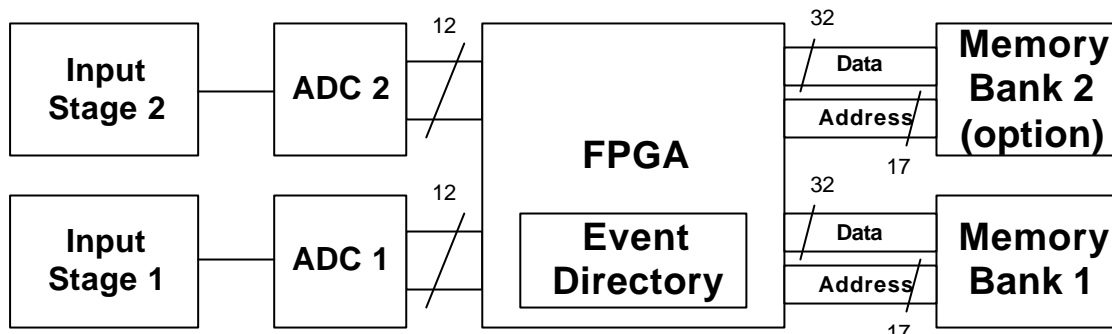 Input
Stage 2
ADC 2
12
FPGA
32
Data
Address
17
Memory
Bank 2
(option)
Input
Stage 1
ADC 1
12
Event
Directory
32
Data
Address
17
Memory
Bank 1